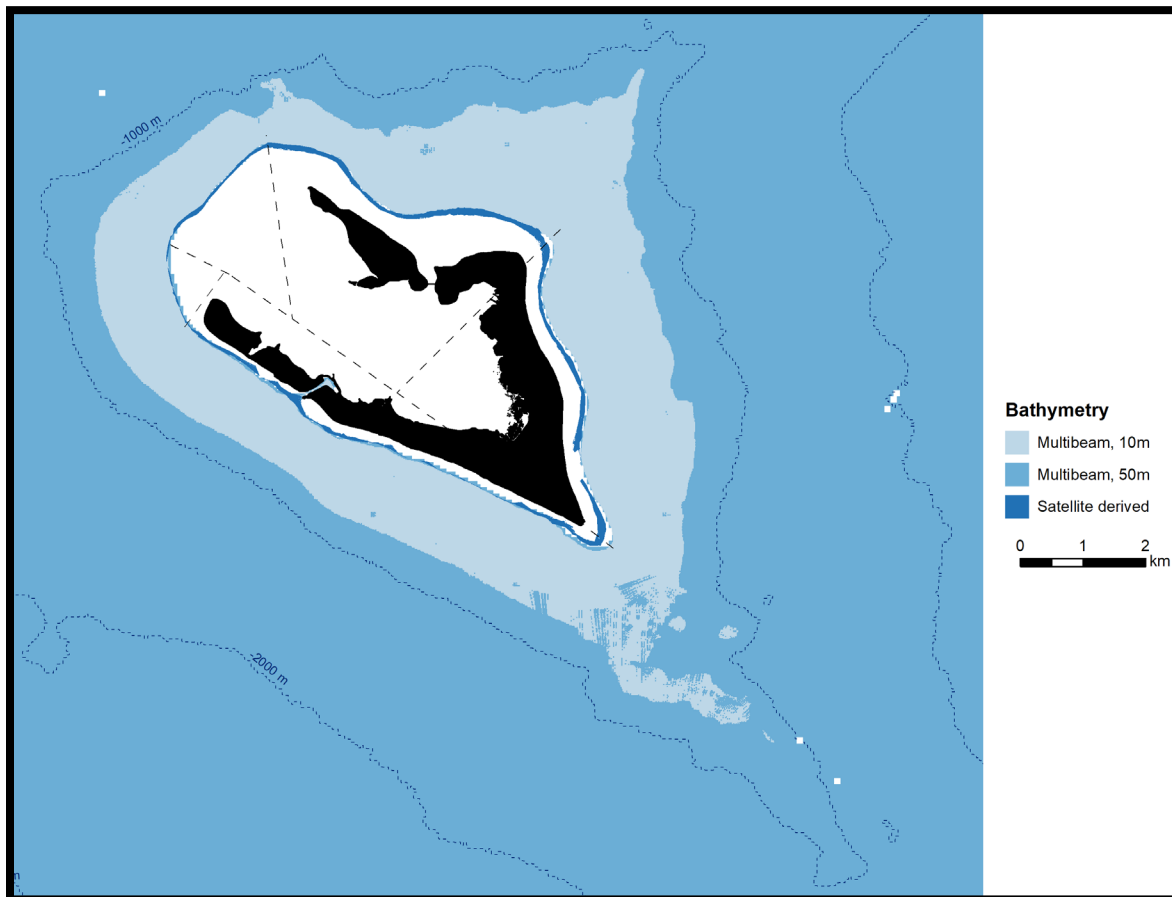 -1000 m
-2000 m
m
Bathymetry
Multibeam, 10m
Multibeam, 50m
Satellite derived
0 1 2
km